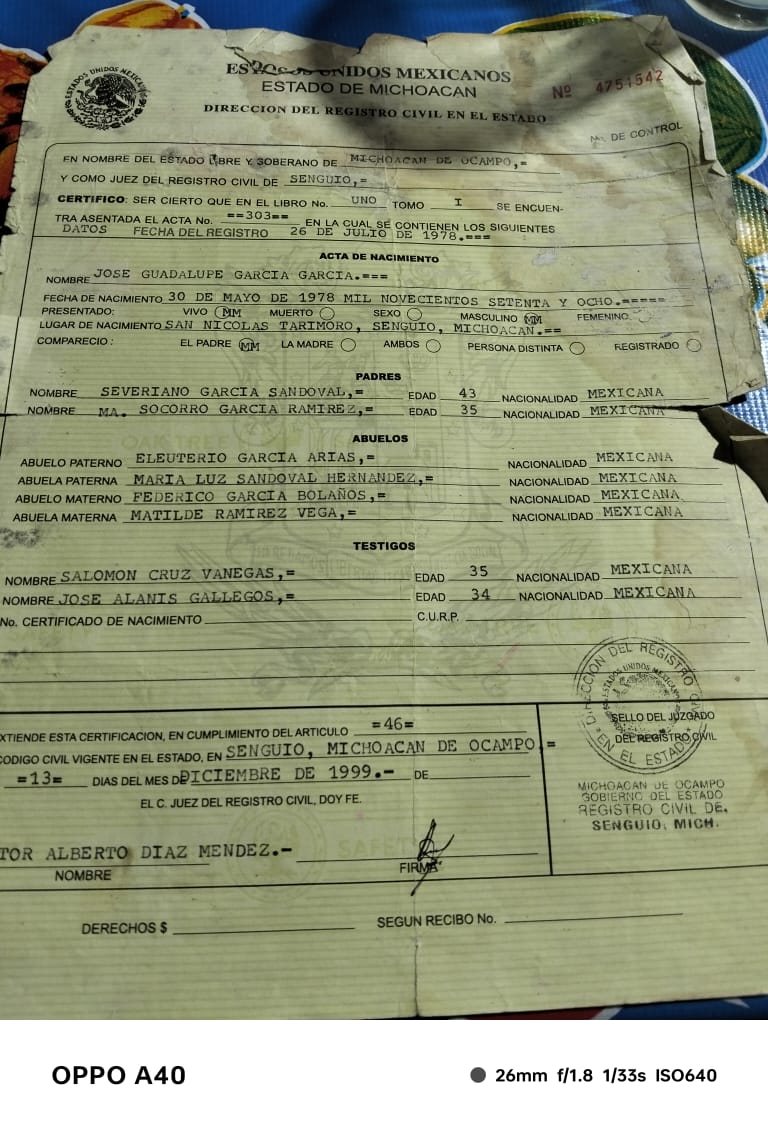 ESTADOS UNIDOS MEXICANOS
ESTADO DE MICHOACAN
Nº 4751542
DIRECCION DEL REGISTRO CIVIL EN EL ESTADO
DE CONTROL
EN NOMBRE DEL ESTADO LIBRE Y SOBERANO DE MICHOACAN DE OCAMPO,=
Y COMO JUEZ DEL REGISTRO CIVIL DE SENGUIO,=
CERTIFICO: SER CIERTO QUE EN EL LIBRO No. UNO TOMO I SE ENCUEN-
TRA ASENTADA EL ACTA No. ==303== EN LA CUAL SE CONTIENEN LOS SIGUIENTES
DATOS FECHA DEL REGISTRO 26 DE JULIO DE 1978.===
ACTA DE NACIMIENTO
NOMBRE JOSE GUADALUPE GARCIA GARCIA.===
FECHA DE NACIMIENTO 30 DE MAYO DE 1978 MIL NOVECIENTOS SETENTA Y OCHO.=====
PRESENTADO: VIVO MM MUERTO SEXO MASCULINO MM FEMENINO
LUGAR DE NACIMIENTO SAN NICOLAS TARIMORO, SENGUIO, MICHOACAN.==
COMPARECIO: EL PADRE MM LA MADRE AMBOS PERSONA DISTINTA REGISTRADO
PADRES
NOMBRE SEVERIANO GARCIA SANDOVAL,= EDAD 43 NACIONALIDAD MEXICANA
NOMBRE MA. SOCORRO GARCIA RAMIREZ,= EDAD 35 NACIONALIDAD MEXICANA
ABUELOS
ABUELO PATERNO ELEUTERIO GARCIA ARIAS,= NACIONALIDAD MEXICANA
ABUELA PATERNA MARIA LUZ SANDOVAL HERNANDEZ,= NACIONALIDAD MEXICANA
ABUELO MATERNO FEDERICO GARCIA BOLAÑOS,= NACIONALIDAD MEXICANA
ABUELA MATERNA MATILDE RAMIREZ VEGA,= NACIONALIDAD MEXICANA
TESTIGOS
NOMBRE SALOMON CRUZ VANEGAS,= EDAD 35 NACIONALIDAD MEXICANA
NOMBRE JOSE ALANIS GALLEGOS,= EDAD 34 NACIONALIDAD MEXICANA
No. CERTIFICADO DE NACIMIENTO C.U.R.P.
XTIENDE ESTA CERTIFICACION, EN CUMPLIMIENTO DEL ARTICULO =46=
CODIGO CIVIL VIGENTE EN EL ESTADO, EN SENGUIO, MICHOACAN DE OCAMPO =
=13= DIAS DEL MES DE DICIEMBRE DE 1999.- DE
EL C. JUEZ DEL REGISTRO CIVIL, DOY FE.
TOR ALBERTO DIAZ MENDEZ.-
NOMBRE FIRMA
SELLO DEL JUZGADO
DEL REGISTRO CIVIL
MICHOACAN DE OCAMPO
GOBIERNO DEL ESTADO
REGISTRO CIVIL DE.
SENGUIO, MICH.
DERECHOS $ SEGUN RECIBO No.
OPPO A40
26mm f/1.8 1/33s ISO640